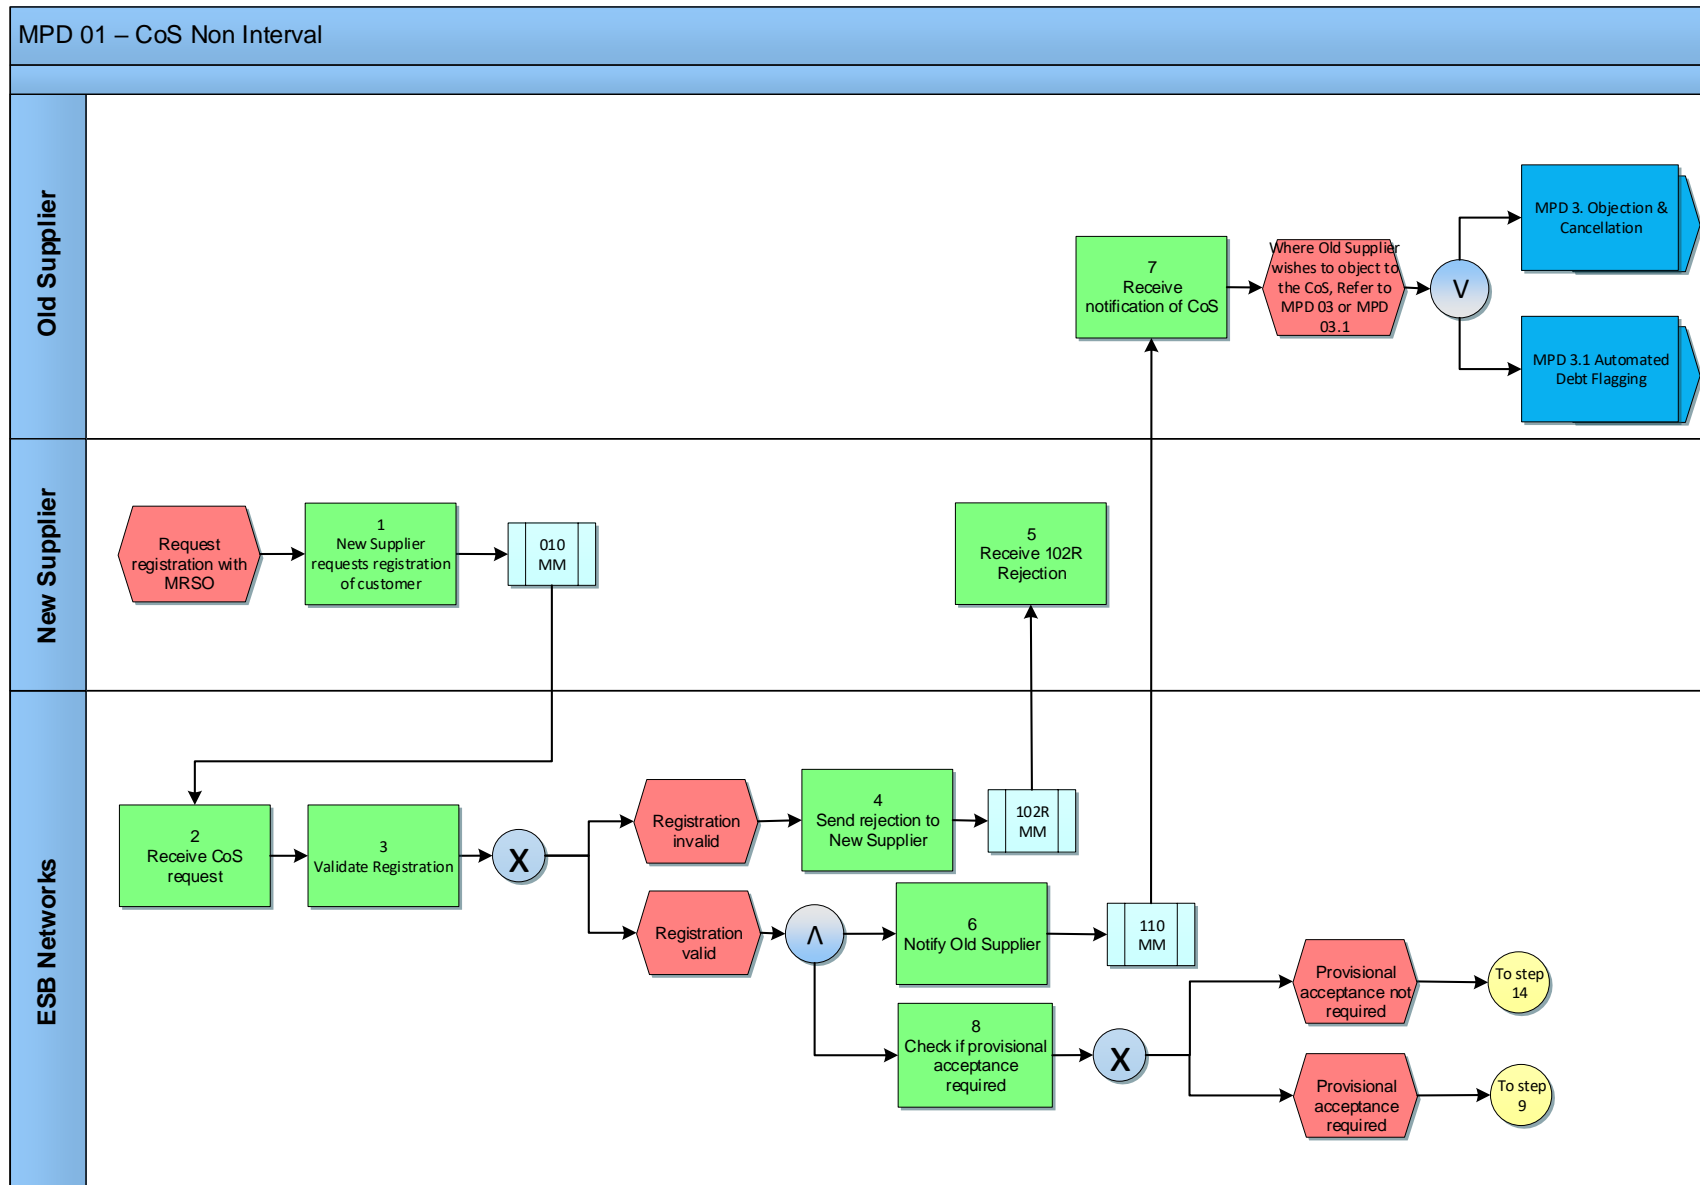 MPD 01 – CoS Non Interval
Old Supplier
MPD 3. Objection &
Cancellation
7
Receive
notification of CoS
Where Old Supplier
wishes to object to
the CoS, Refer to
MPD 03 or MPD
03.1
V
MPD 3.1 Automated
Debt Flagging
New Supplier
Request
registration with
MRSO
1
New Supplier
requests registration
of customer
010
MM
5
Receive 102R
Rejection
ESB Networks
2
Receive CoS
request
3
Validate Registration
X
Registration
invalid
4
Send rejection to
New Supplier
102R
MM
Registration
valid
Λ
6
Notify Old Supplier
110
MM
8
Check if provisional
acceptance
required
X
Provisional
acceptance not
required
To step
14
Provisional
acceptance
required
To step
9